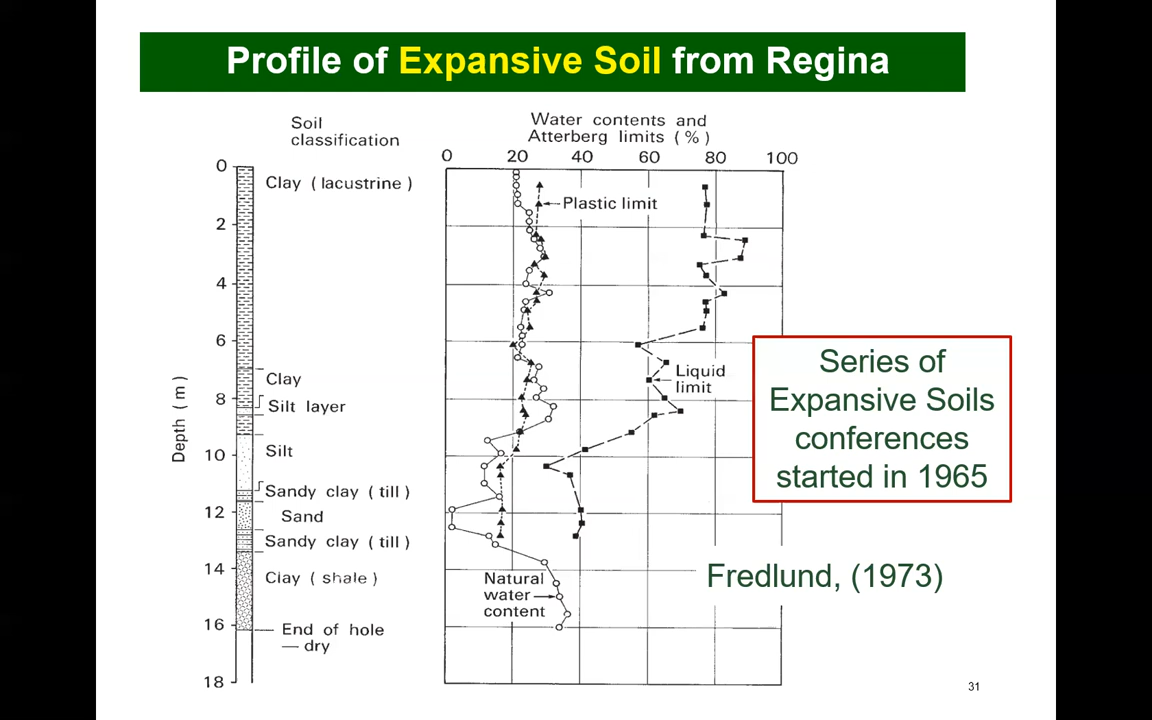 Profile of Expansive Soil from Regina
Soil
classification
Water contents and
Atterberg limits (%)
0 20 40 60 80 100
0
2
4
6
8
10
12
14
16
18
Depth (m)
Clay (lacustrine)
Clay
Silt layer
Silt
Sandy clay (till)
Sand
Sandy clay (till)
Clay (shale)
End of hole
— dry
Plastic limit
Liquid
limit
Natural
water
content
Series of
Expansive Soils
conferences
started in 1965
Fredlund, (1973)
31